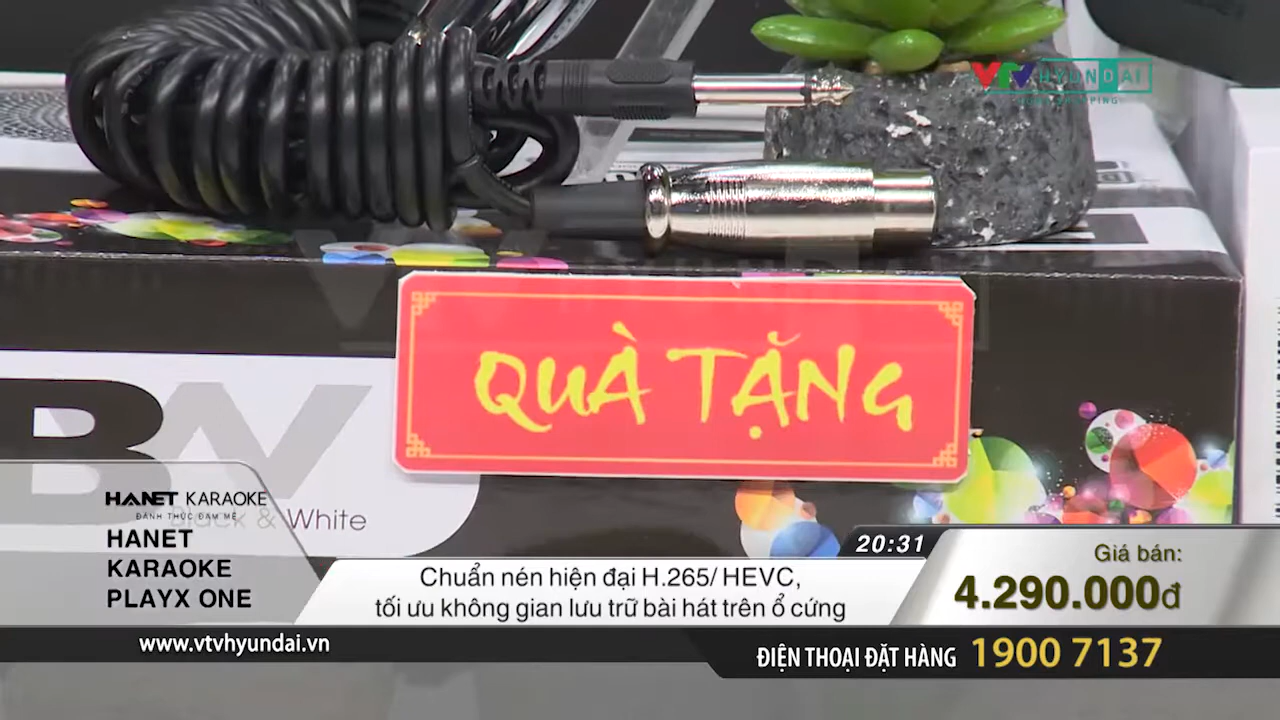 VTV HYUNDAI
QUÀ TẶNG
BW
Black & White
HANET KARAOKE
ĐÁNH THỨC ĐAM MÊ
HANET
KARAOKE
PLAYX ONE
20:31
Chuẩn nén hiện đại H.265/ HEVC,
tối ưu không gian lưu trữ bài hát trên ổ cứng
Giá bán:
4.290.000đ
www.vtvhyundai.vn
ĐIỆN THOẠI ĐẶT HÀNG 1900 7137